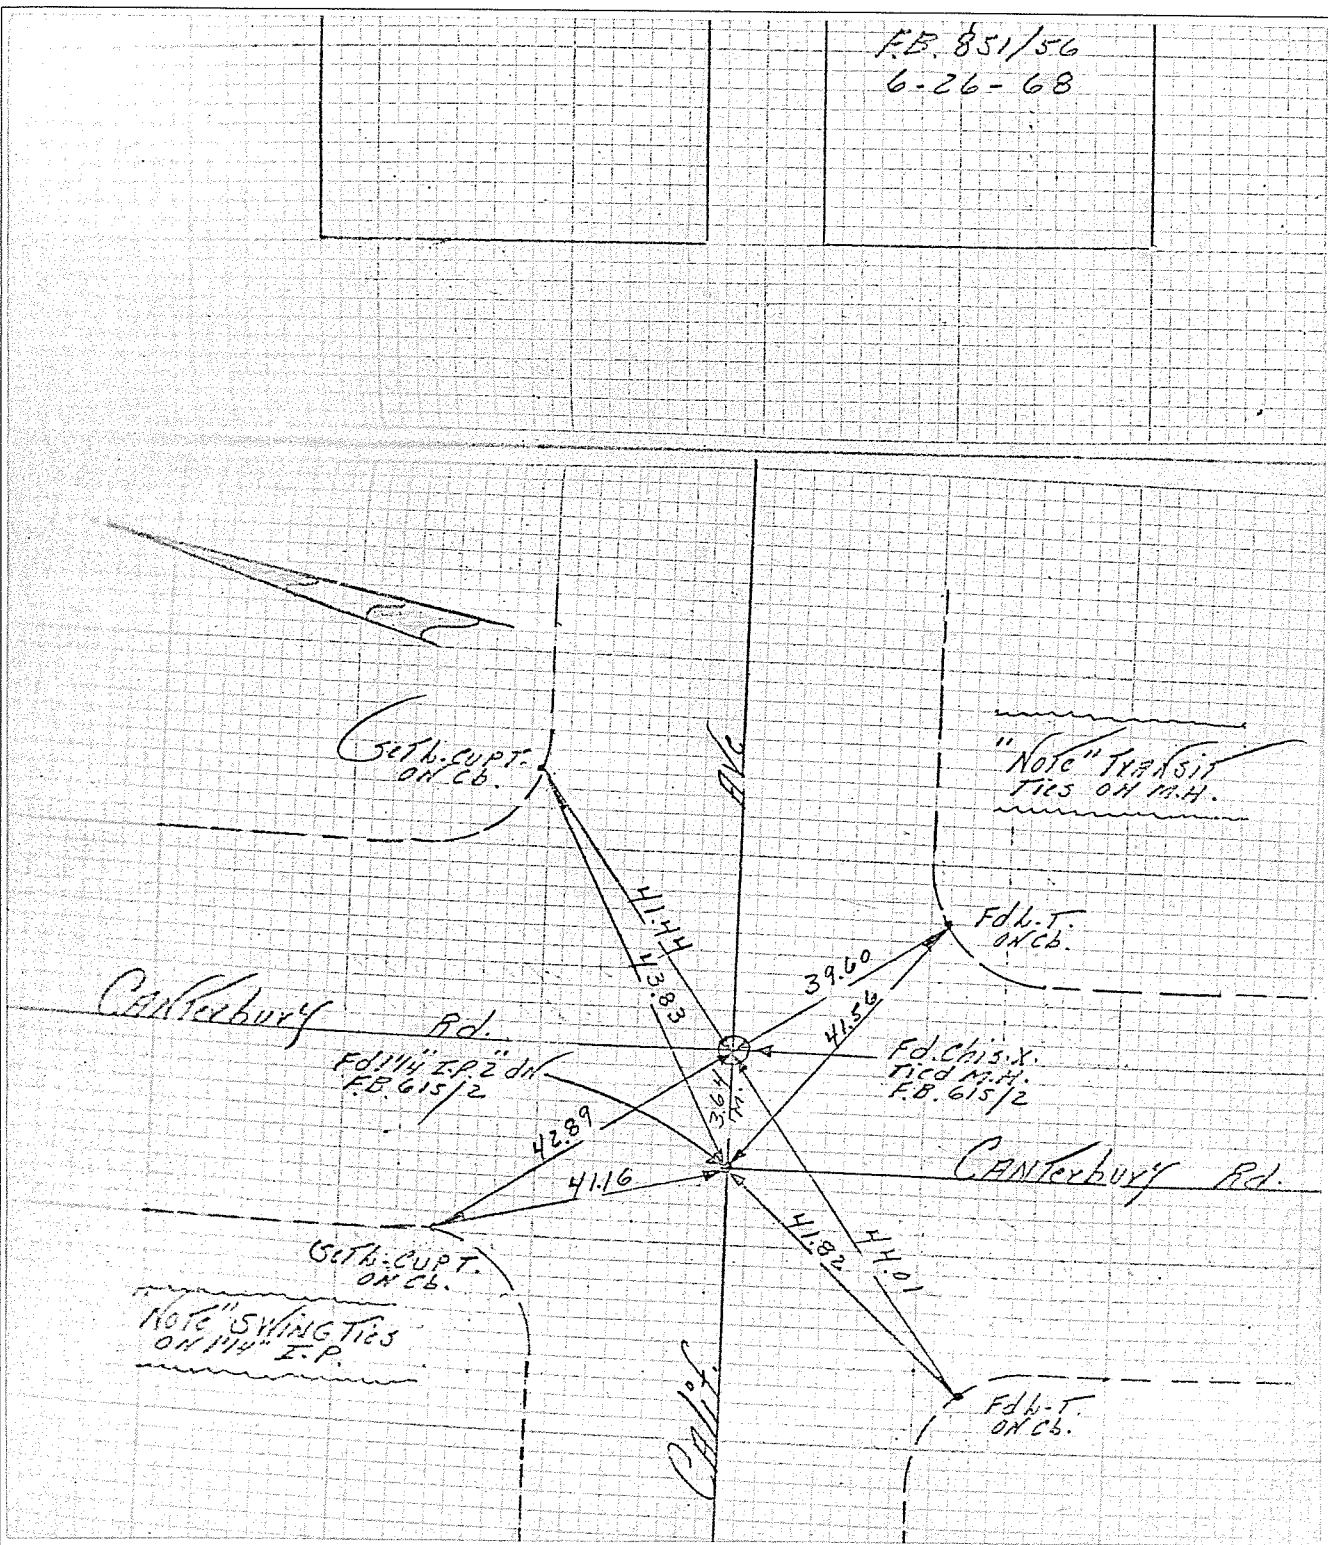 F.B. 851/56
6-26-68
Set L. CUP T.
ON Cb.
AVE
"NOTE" TRANSIT
TIES ON M.H.
41.44
43.83
Fd L-T.
ON Cb.
39.60
41.56
CANTERBURY Rd.
Fd 1 1/4" I.P. 2" dn
F.B. 615/2
Fd. Chis. X.
Tied M.H.
F.B. 615/2
3.64
M.
42.89
41.16
CANTERBURY Rd.
Set L. CUP T.
ON Cb.
41.82
44.01
NOTE" SWING TIES
ON 1 1/4" I.P.
CALIF.
Fd L-T.
ON Cb.